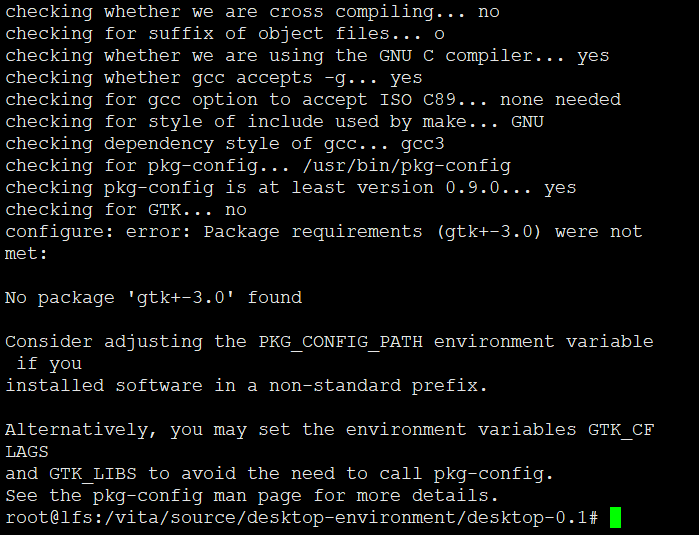 checking whether we are cross compiling... no
checking for suffix of object files... o
checking whether we are using the GNU C compiler... yes
checking whether gcc accepts -g... yes
checking for gcc option to accept ISO C89... none needed
checking for style of include used by make... GNU
checking dependency style of gcc... gcc3
checking for pkg-config... /usr/bin/pkg-config
checking pkg-config is at least version 0.9.0... yes
checking for GTK... no
configure: error: Package requirements (gtk+-3.0) were not
met:
No package 'gtk+-3.0' found
Consider adjusting the PKG_CONFIG_PATH environment variable
 if you
installed software in a non-standard prefix.
Alternatively, you may set the environment variables GTK_CF
LAGS
and GTK_LIBS to avoid the need to call pkg-config.
See the pkg-config man page for more details.
root@lfs:/vita/source/desktop-environment/desktop-0.1#